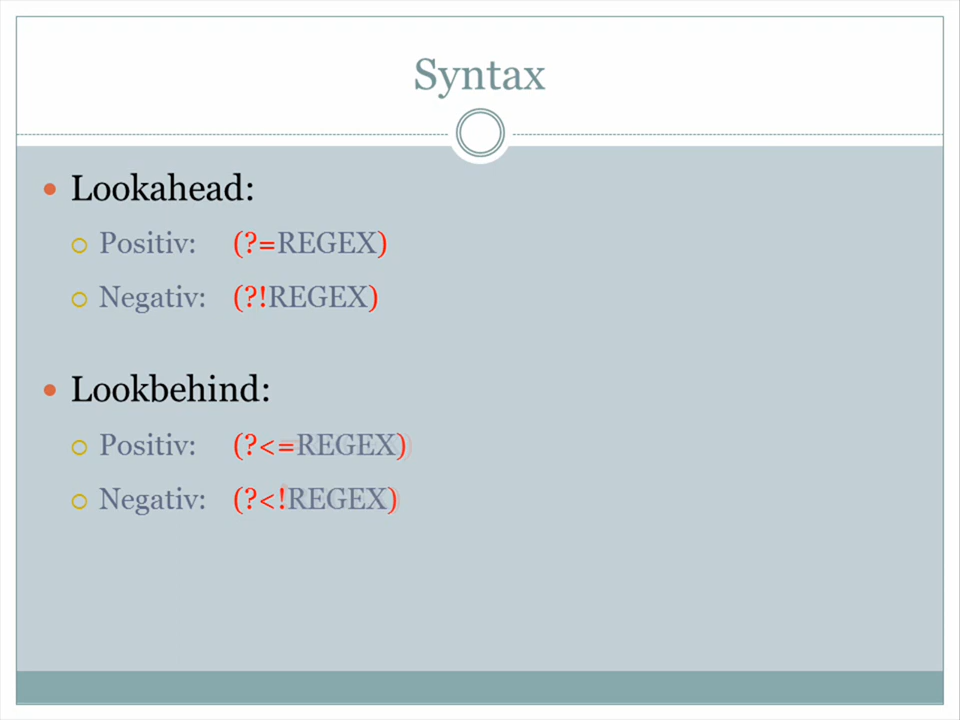 Syntax
Lookahead:
Positiv: (?=REGEX)
Negativ: (?!REGEX)
Lookbehind:
Positiv: (?<=REGEX)
Negativ: (?<!REGEX)